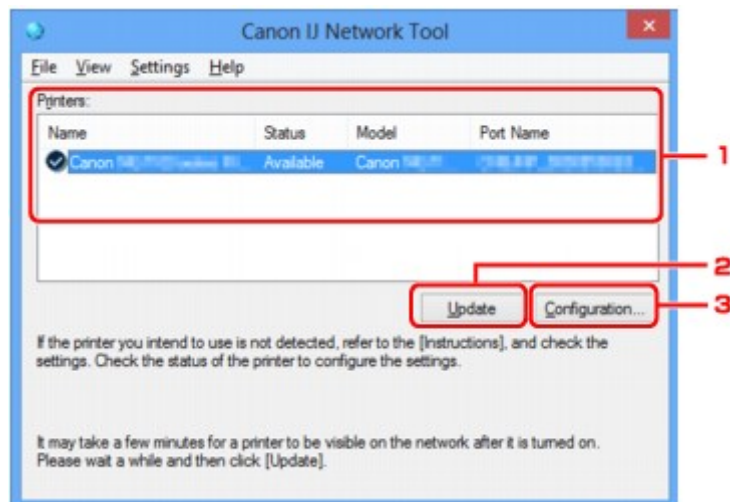 Canon IJ Network Tool
File View Settings Help
Printers:
Name Status Model Port Name
Canon Available Canon
1
2
3
Update Configuration...
If the printer you intend to use is not detected, refer to the [Instructions], and check the
settings. Check the status of the printer to configure the settings.
It may take a few minutes for a printer to be visible on the network after it is turned on.
Please wait a while and then click [Update].